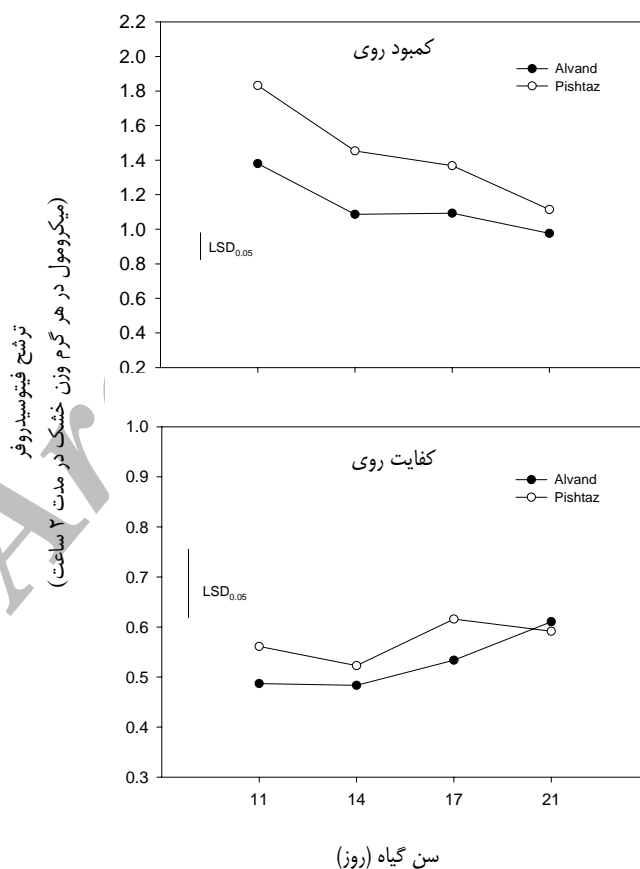 2.2
2.0
1.8
1.6
1.4
1.2
1.0
0.8
0.6
0.4
0.2
کمبود روی
Alvand
Pishtaz
LSD0.05
ترشح فیتوسیدروفر
(میکرومول در هر گرم وزن خشک در مدت ۲ ساعت)
1.0
0.9
0.8
0.7
0.6
0.5
0.4
0.3
کفایت روی
Alvand
Pishtaz
LSD0.05
11 14 17 21
سن گیاه (روز)